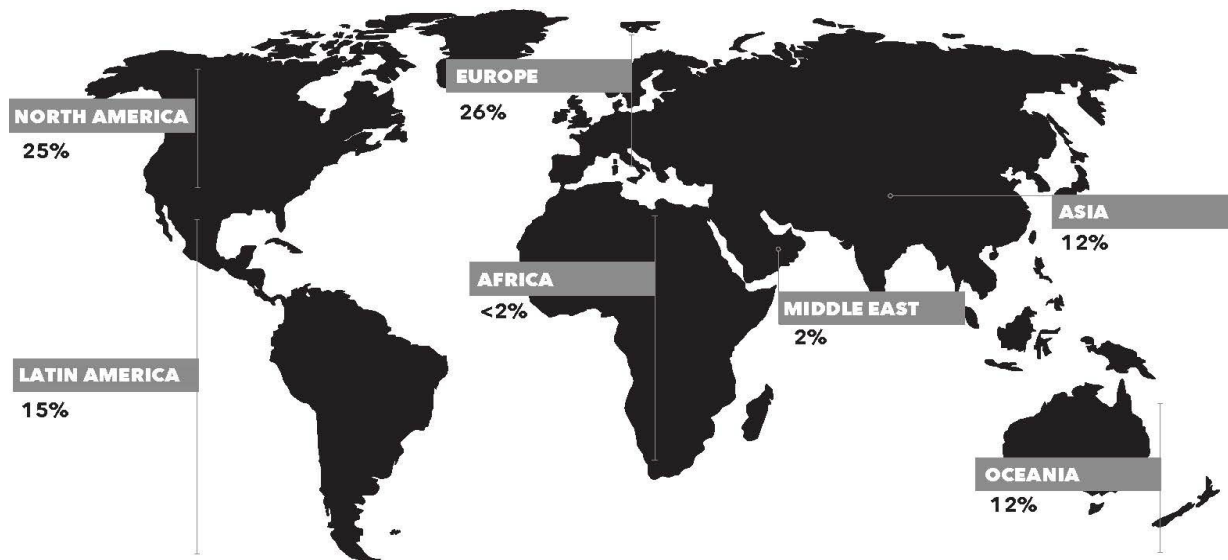 EUROPE
26%
NORTH AMERICA
25%
ASIA
12%
AFRICA
<2%
MIDDLE EAST
2%
LATIN AMERICA
15%
OCEANIA
12%